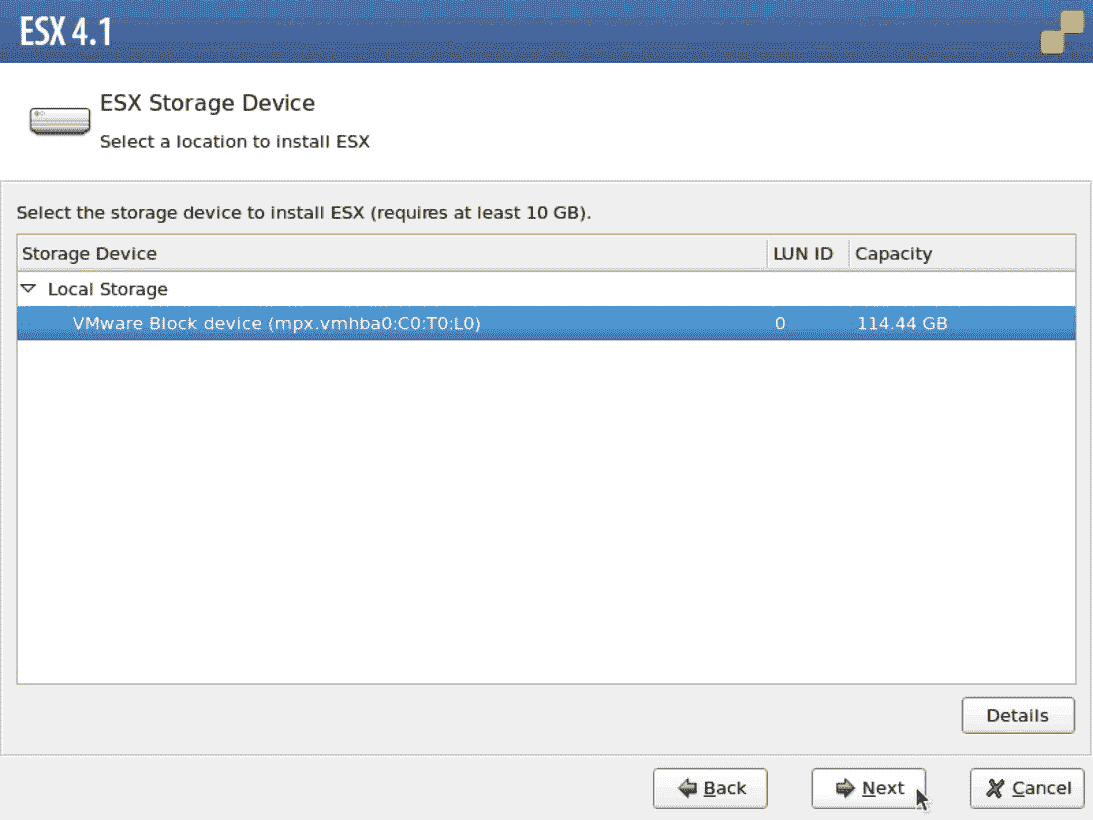 ESX 4.1
ESX Storage Device
Select a location to install ESX
Select the storage device to install ESX (requires at least 10 GB).
Storage Device LUN ID Capacity
Local Storage
VMware Block device (mpx.vmhba0:C0:T0:L0) 0 114.44 GB
Details
Back Next Cancel